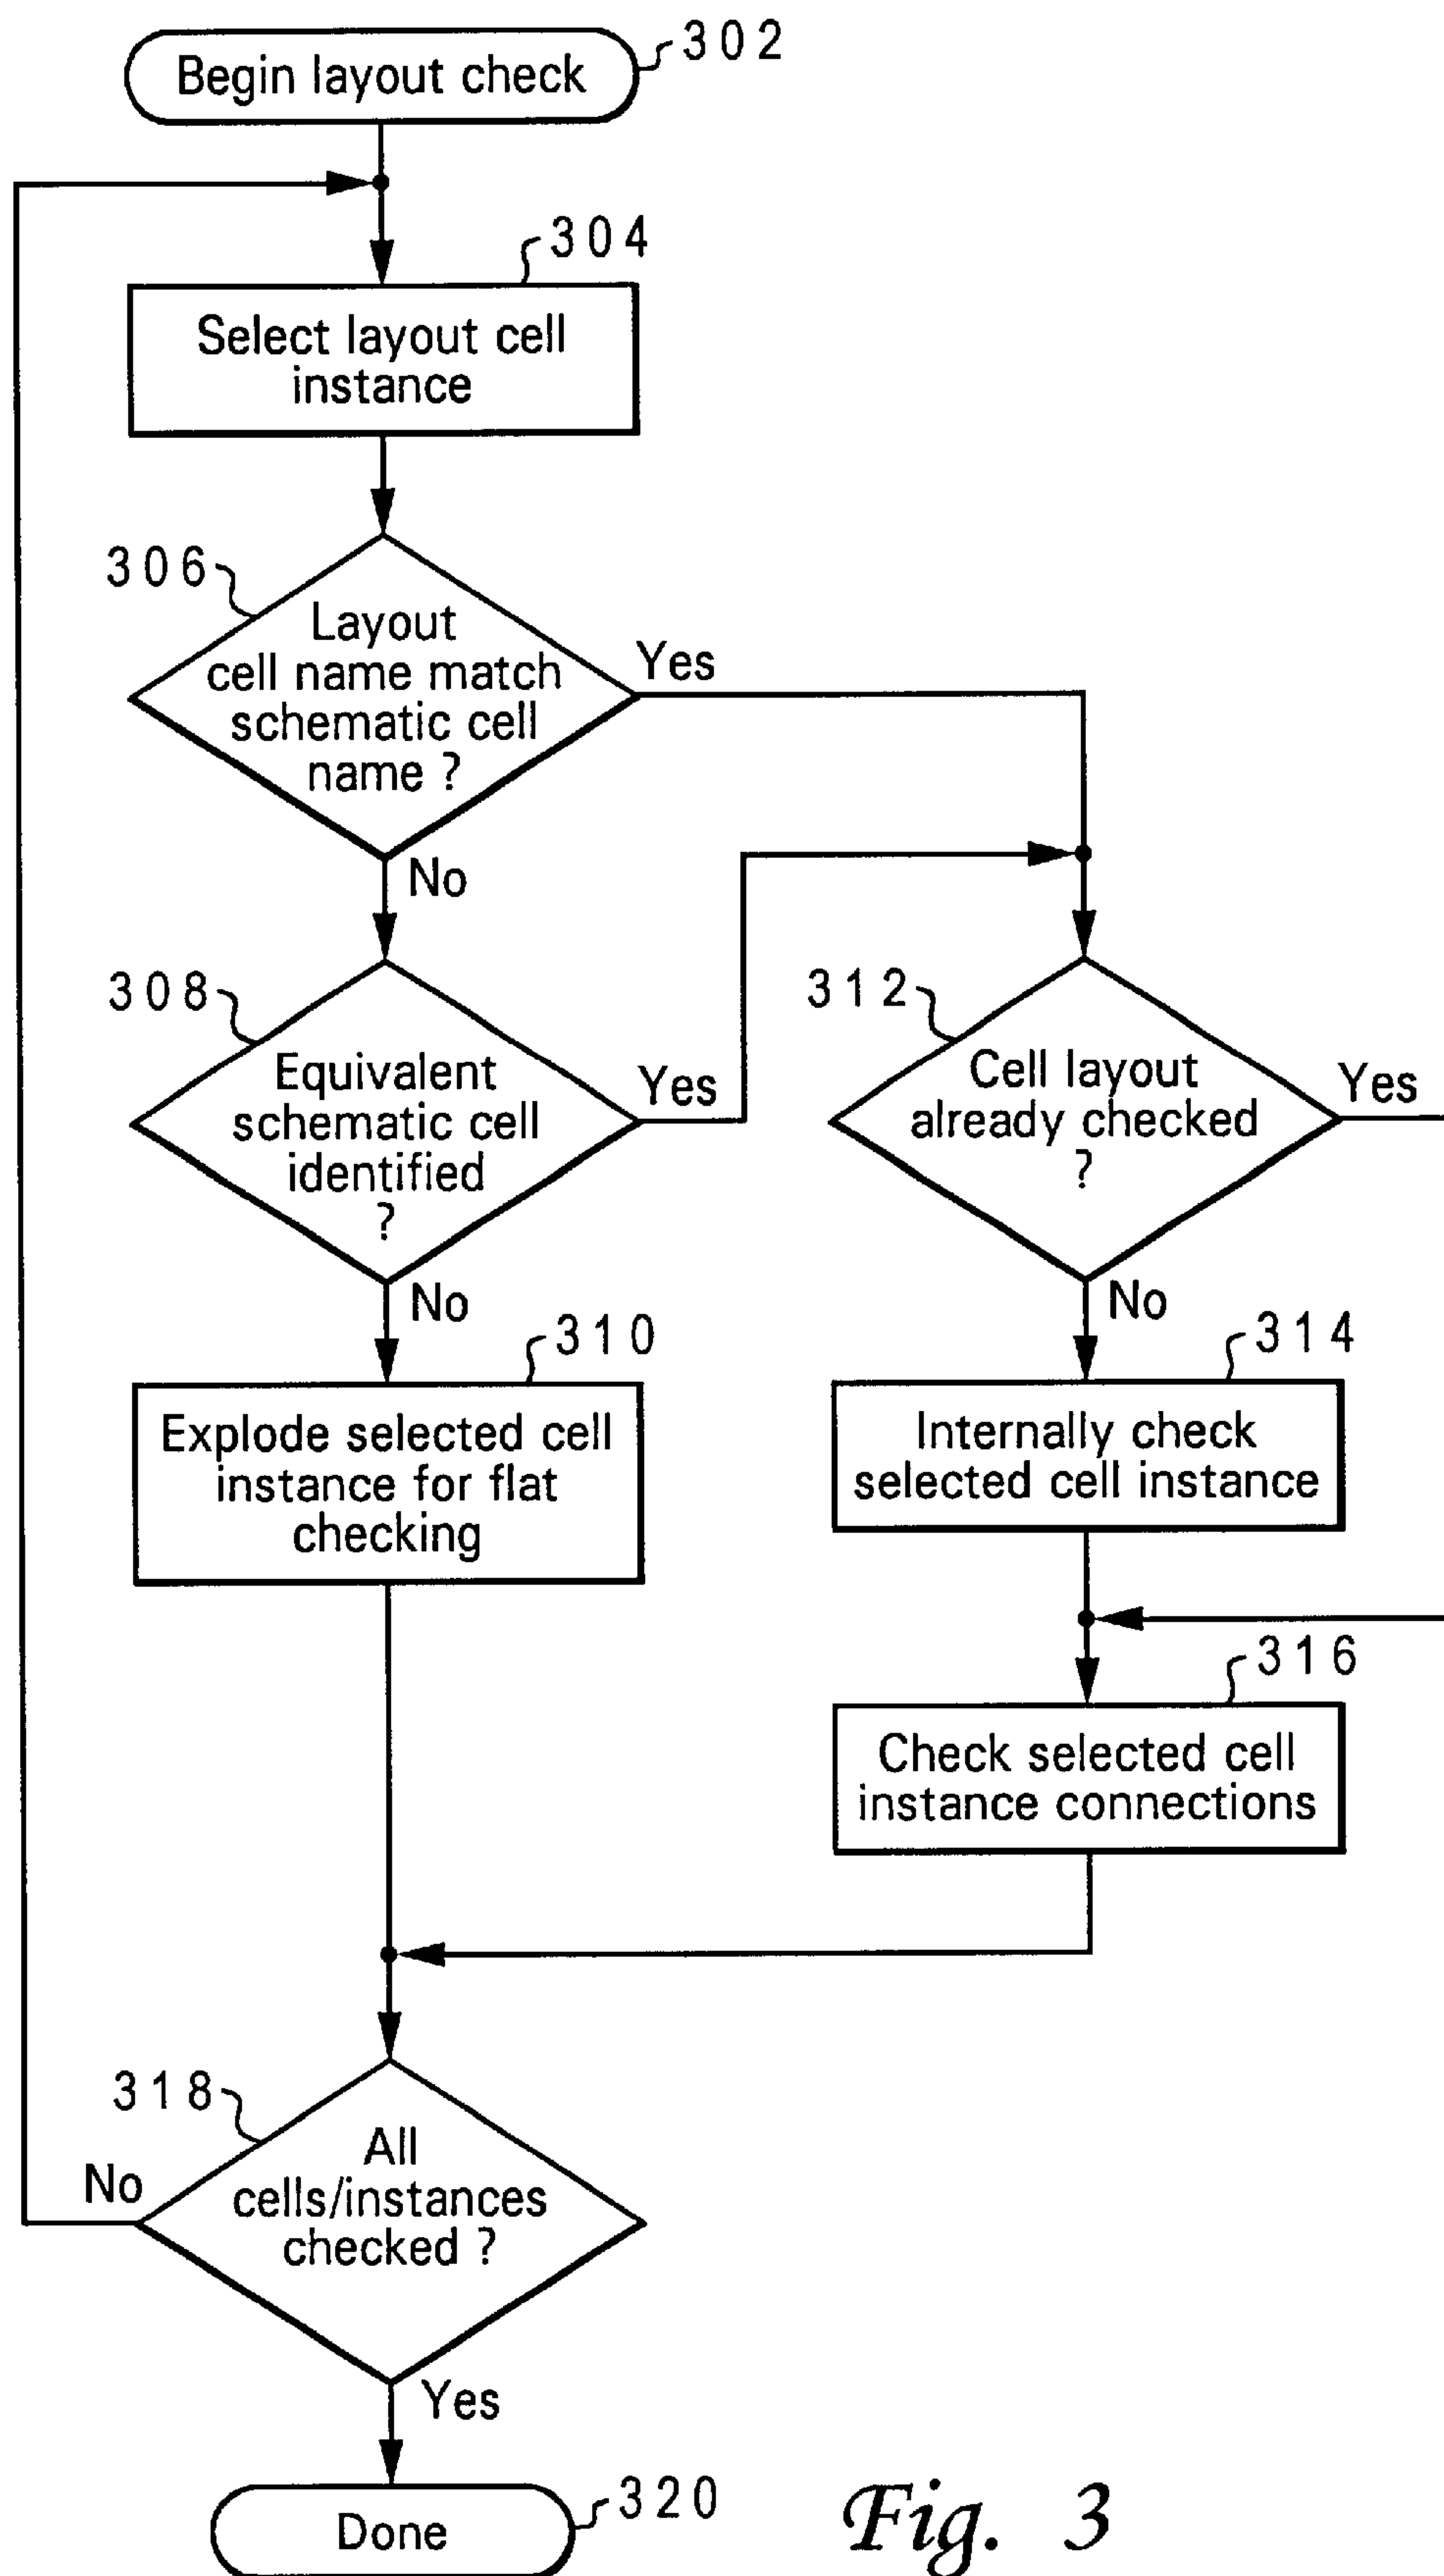 Begin layout check
302
304
Select layout cell
instance
306
Layout
cell name match
schematic cell
name ?
Yes
No
308
Equivalent
schematic cell
identified
?
Yes
No
312
Cell layout
already checked
?
Yes
No
310
Explode selected cell
instance for flat
checking
314
Internally check
selected cell instance
316
Check selected cell
instance connections
318
All
cells/instances
checked ?
No
Yes
Done
320
Fig. 3